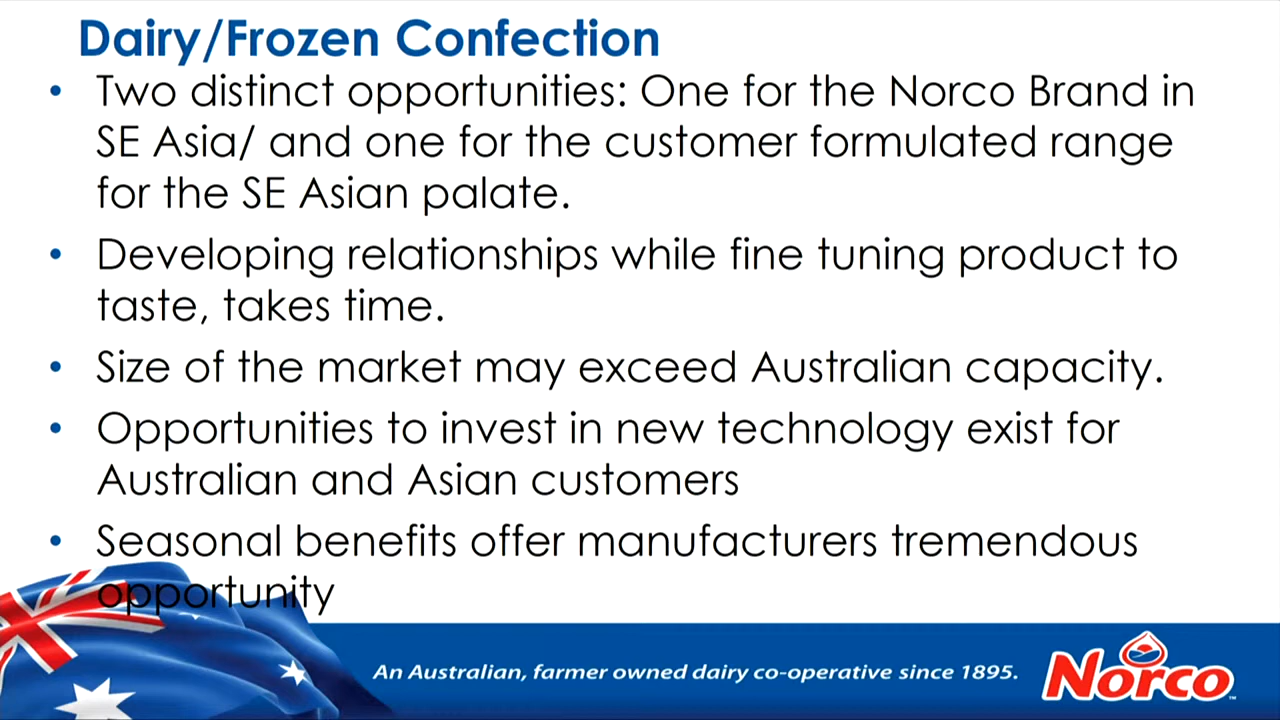 Dairy/Frozen Confection
• Two distinct opportunities: One for the Norco Brand in
SE Asia/ and one for the customer formulated range
for the SE Asian palate.
• Developing relationships while fine tuning product to
taste, takes time.
• Size of the market may exceed Australian capacity.
• Opportunities to invest in new technology exist for
Australian and Asian customers
• Seasonal benefits offer manufacturers tremendous
opportunity
An Australian, farmer owned dairy co-operative since 1895.
Norco™